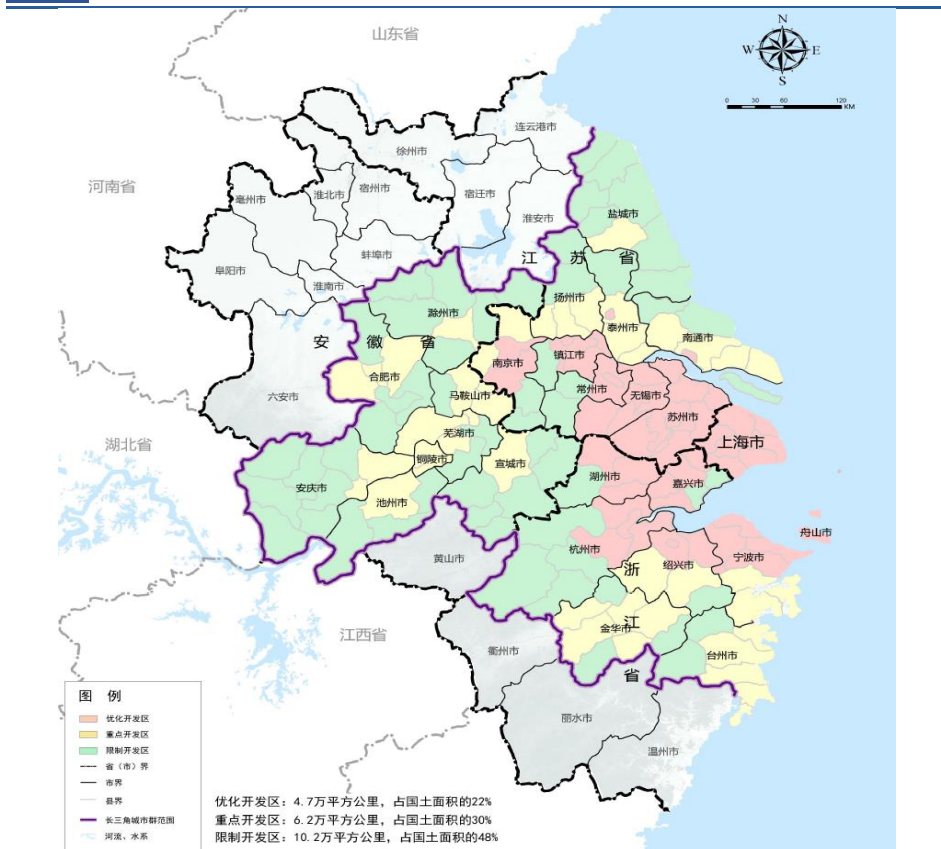 山东省
N
W E
S
0 30 60 120
KM
连云港市
徐州市
河南省
宿州市
淮北市
宿迁市
亳州市
盐城市
淮安市
蚌埠市
江 苏 省
阜阳市
淮南市
扬州市
滁州市
泰州市
南通市
安 徽 省
镇江市
南京市
合肥市
常州市
无锡市
马鞍山市
六安市
苏州市
芜湖市
上海市
湖北省
铜陵市
宣城市
湖州市
嘉兴市
安庆市
池州市
舟山市
杭州市
宁波市
黄山市
浙
绍兴市
江
金华市
江西省
衢州市
台州市
省
丽水市
温州市
图 例
优化开发区
重点开发区
限制开发区
省（市）界
市界
县界
长三角城市群范围
河流、水系
优化开发区：4.7万平方公里，占国土面积的22%
重点开发区：6.2万平方公里，占国土面积的30%
限制开发区：10.2万平方公里，占国土面积的48%